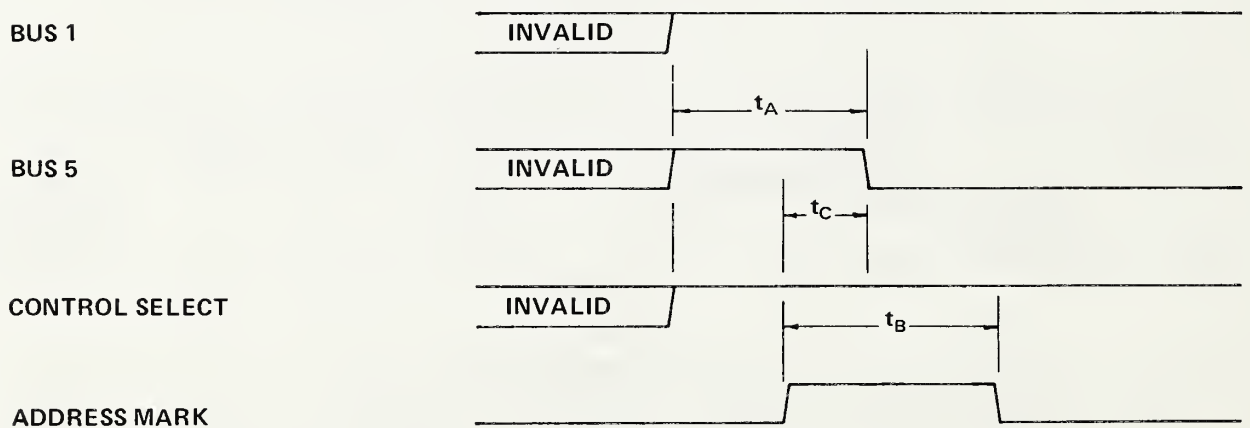 BUS 1
INVALID
tA
BUS 5
INVALID
tC
CONTROL SELECT
INVALID
tB
ADDRESS MARK